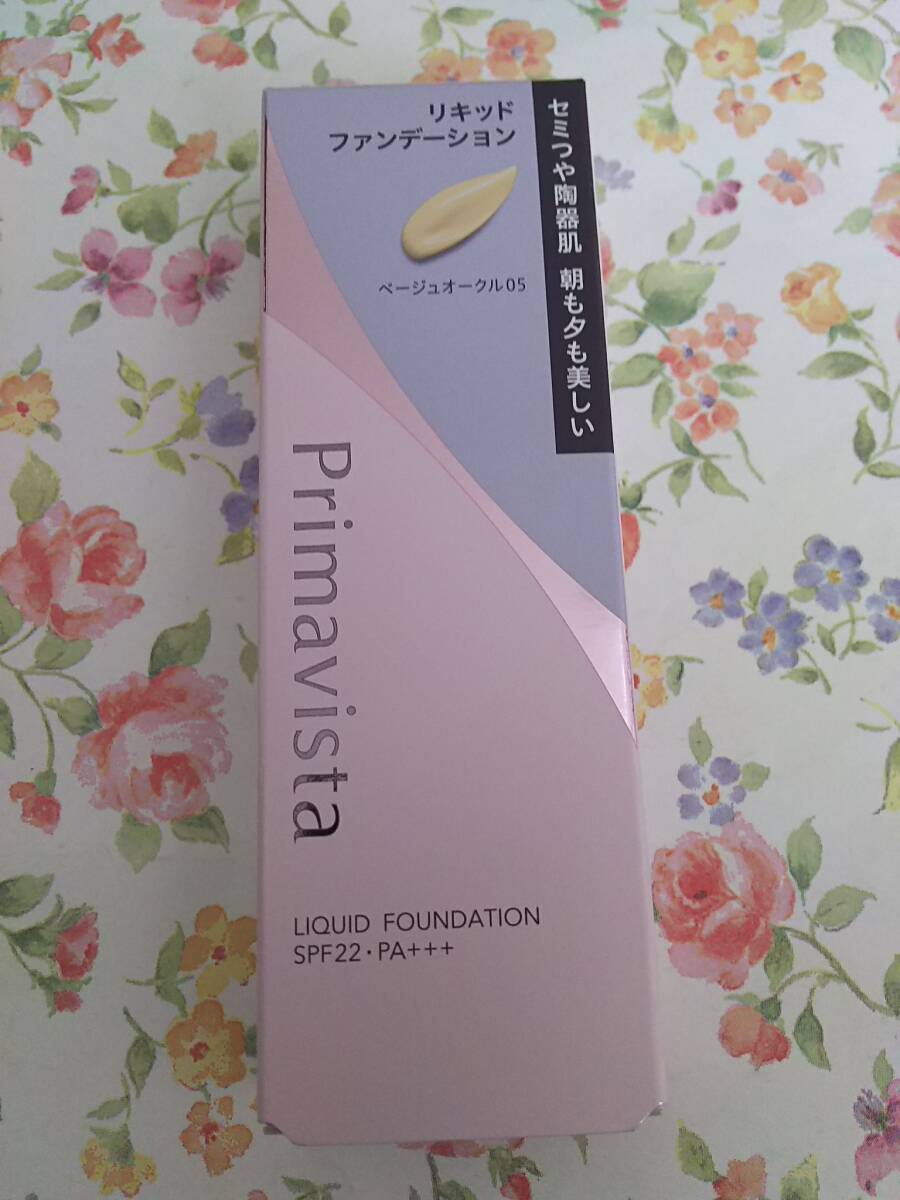 リキッド
ファンデーション
ベージュオークル05
セミつや陶器肌 朝も夕も美しい
Primavista
LIQUID FOUNDATION
SPF22・PA+++